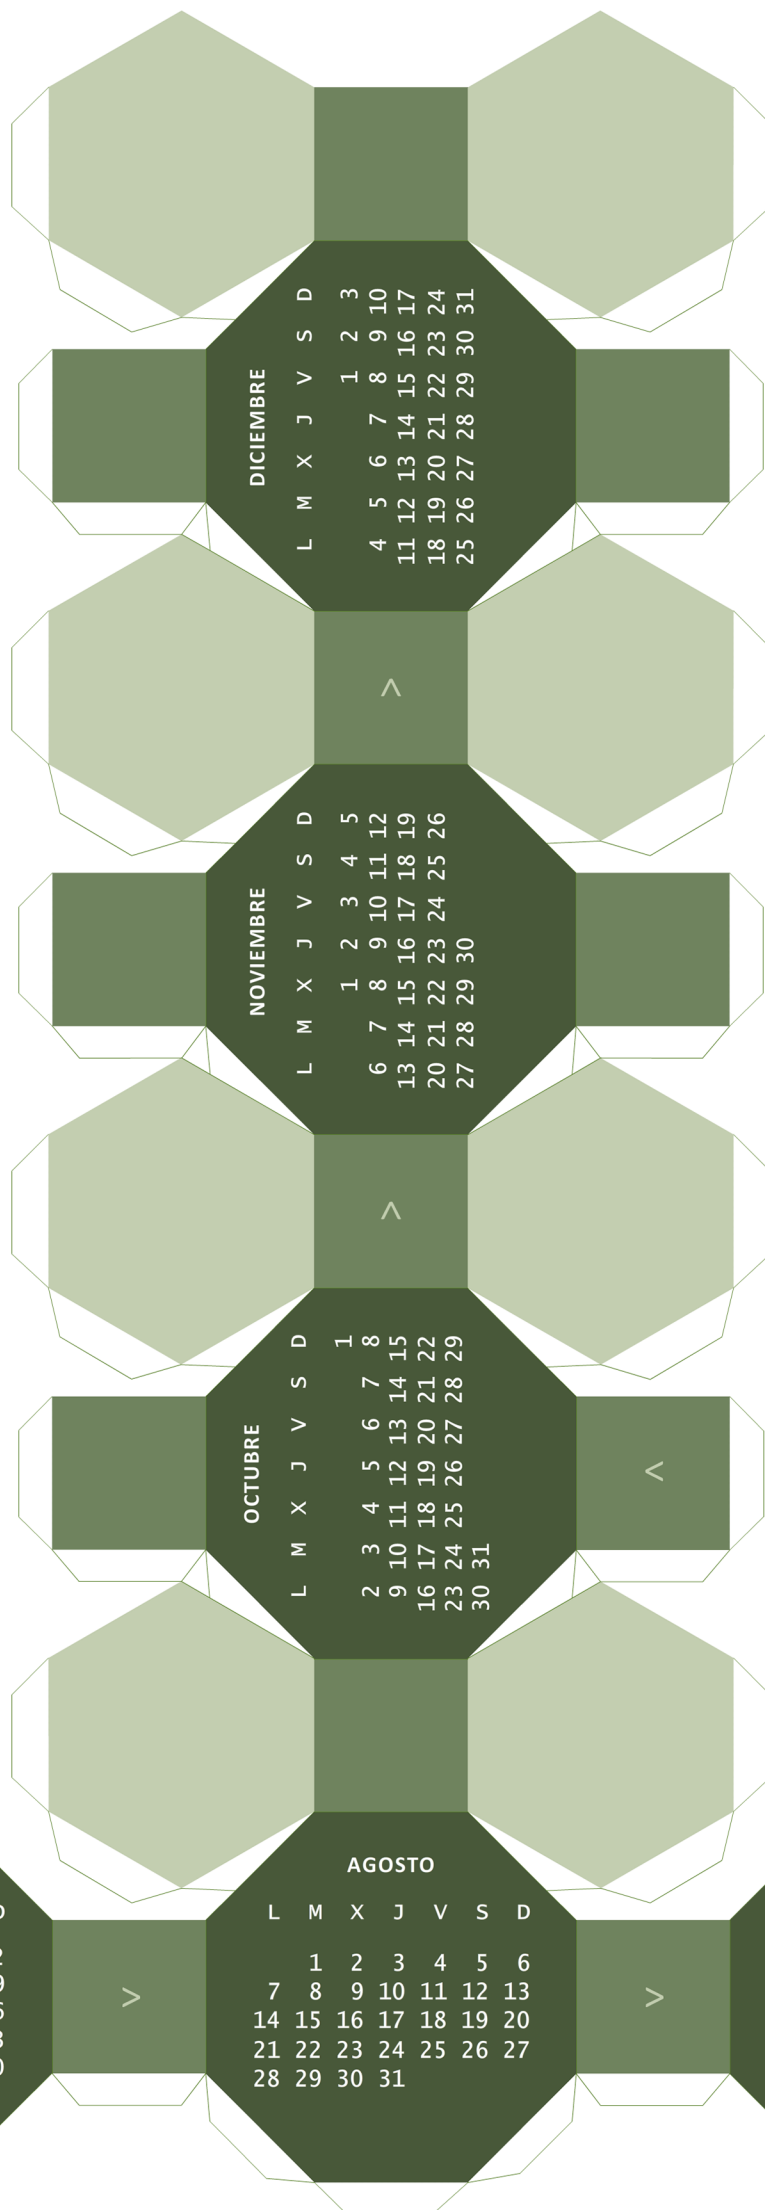 DICIEMBRE
L M X J V S D
1 2 3
4 5 6 7 8 9 10
11 12 13 14 15 16 17
18 19 20 21 22 23 24
25 26 27 28 29 30 31
>
NOVIEMBRE
L M X J V S D
1 2 3 4 5
6 7 8 9 10 11 12
13 14 15 16 17 18 19
20 21 22 23 24 25 26
27 28 29 30
>
OCTUBRE
L M X J V S D
1
2 3 4 5 6 7 8
9 10 11 12 13 14 15
16 17 18 19 20 21 22
23 24 25 26 27 28 29
30 31
<
AGOSTO
L M X J V S D
1 2 3 4 5 6
7 8 9 10 11 12 13
14 15 16 17 18 19 20
21 22 23 24 25 26 27
28 29 30 31
>
>